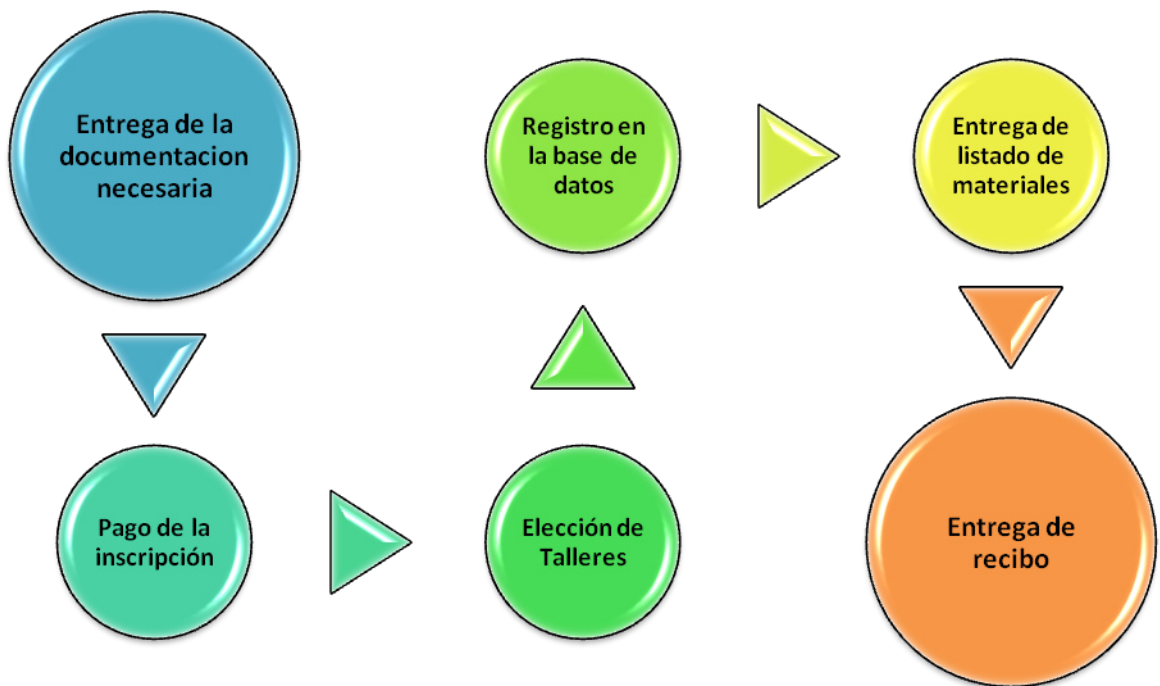 Entrega de la
documentacion
necesaria
Pago de la
inscripción
Elección de
Talleres
Registro en
la base de
datos
Entrega de
listado de
materiales
Entrega de
recibo